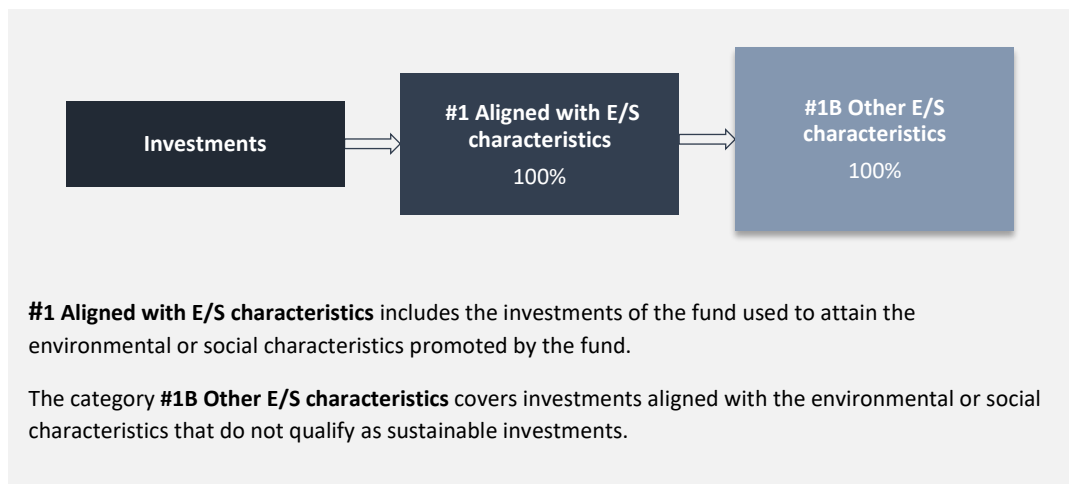 Investments
#1 Aligned with E/S
characteristics
100%
#1B Other E/S
characteristics
100%
#1 Aligned with E/S characteristics includes the investments of the fund used to attain the
environmental or social characteristics promoted by the fund.
The category #1B Other E/S characteristics covers investments aligned with the environmental or social
characteristics that do not qualify as sustainable investments.